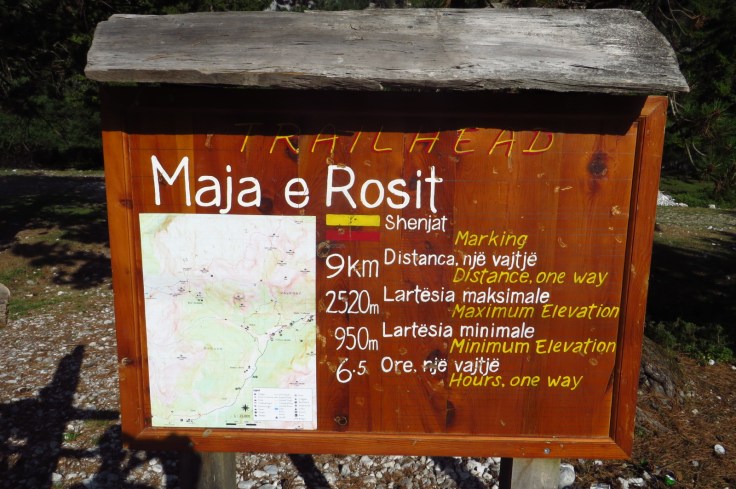 TRAILHEAD
Maja e Rosit
Shenjat
Marking
9km Distanca, një vajtjë
Distance, one way
2520m Lartësia maksimale
Maximum Elevation
950m Lartësia minimale
Minimum Elevation
6.5 Ore, një vajtjë
Hours, one way